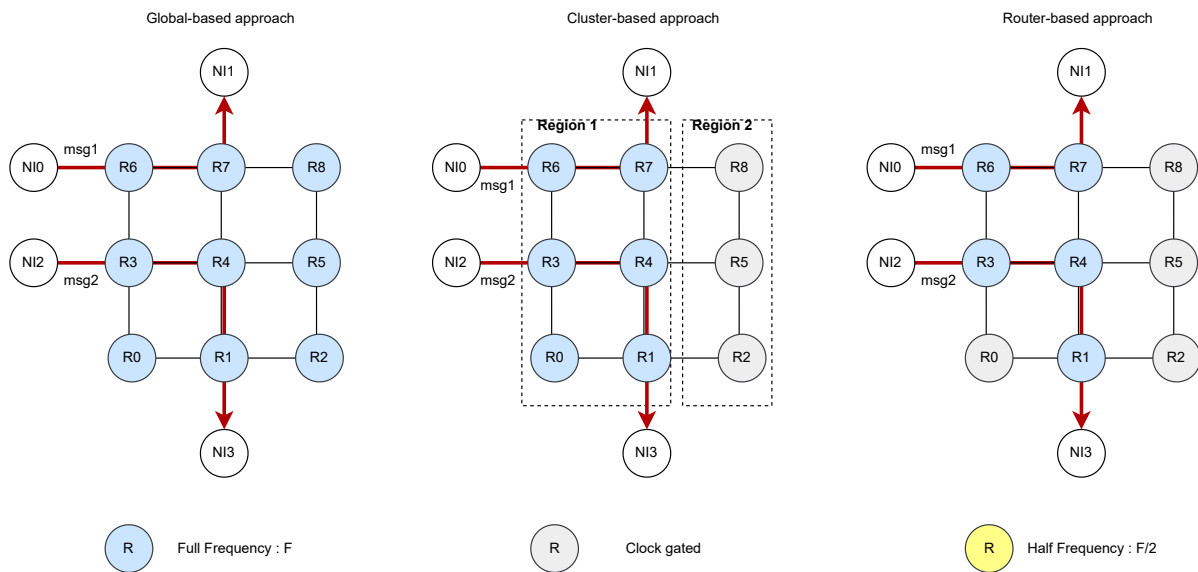 Global-based approach
Cluster-based approach
Router-based approach
NI1
NI1
NI1
Region 1
Region 2
NI0
msg1
R6
R7
R8
NI0
msg1
R6
R7
R8
NI0
msg1
R6
R7
R8
NI2
msg2
R3
R4
R5
NI2
msg2
R3
R4
R5
NI2
msg2
R3
R4
R5
R0
R1
R2
R0
R1
R2
R0
R1
R2
NI3
NI3
NI3
R
Full Frequency : F
R
Clock gated
R
Half Frequency : F/2